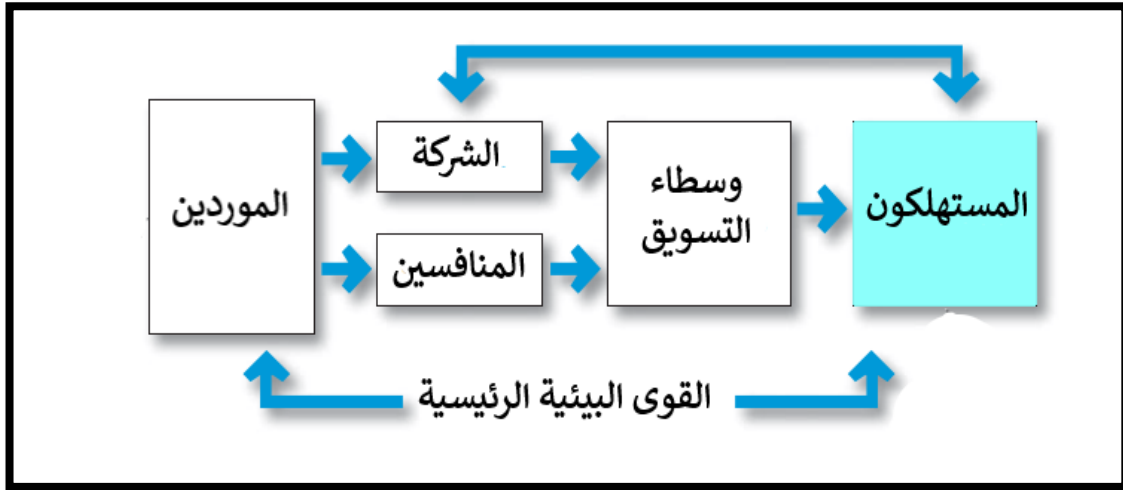 الموردين
الشركة
المنافسين
وسطاء
التسويق
المستهلكون
القوى البيئية الرئيسية